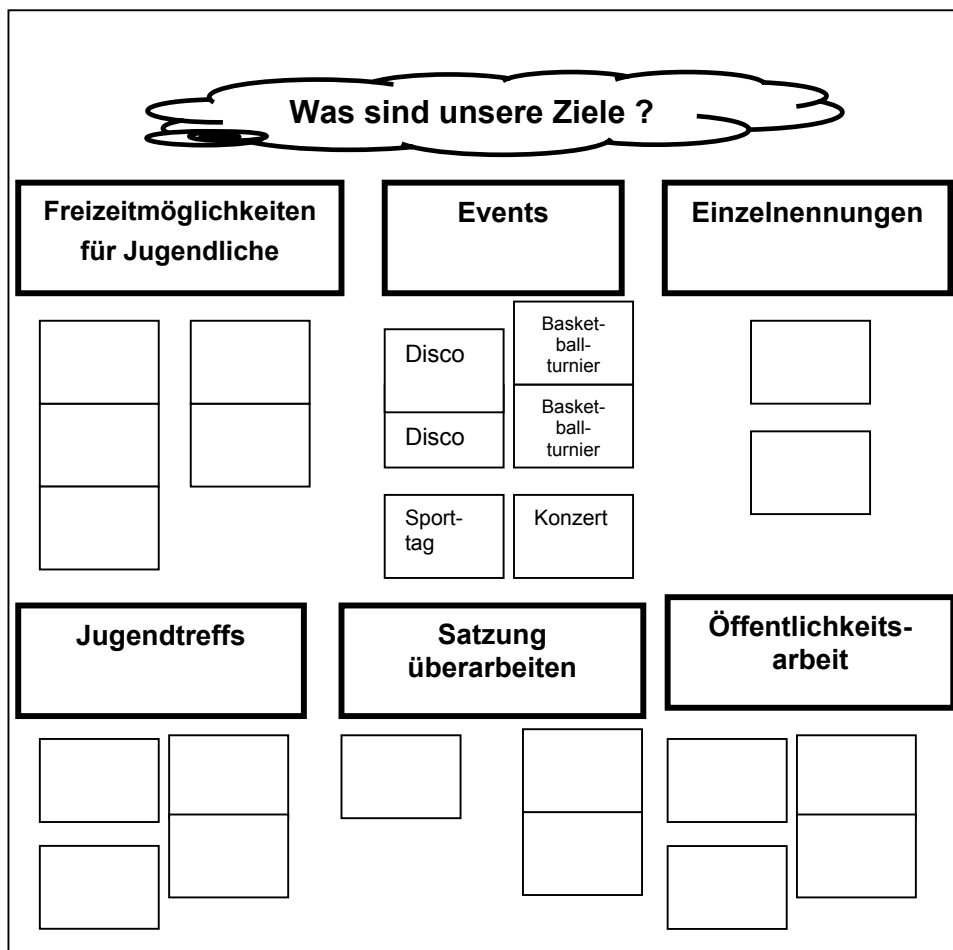 Was sind unsere Ziele ?
Freizeitmöglichkeiten
für Jugendliche
Events
Einzelnennungen
Disco
Disco
Basket-
ball-
turnier
Basket-
ball-
turnier
Sport-
tag
Konzert
Jugendtreffs
Satzung
überarbeiten
Öffentlichkeits-
arbeit